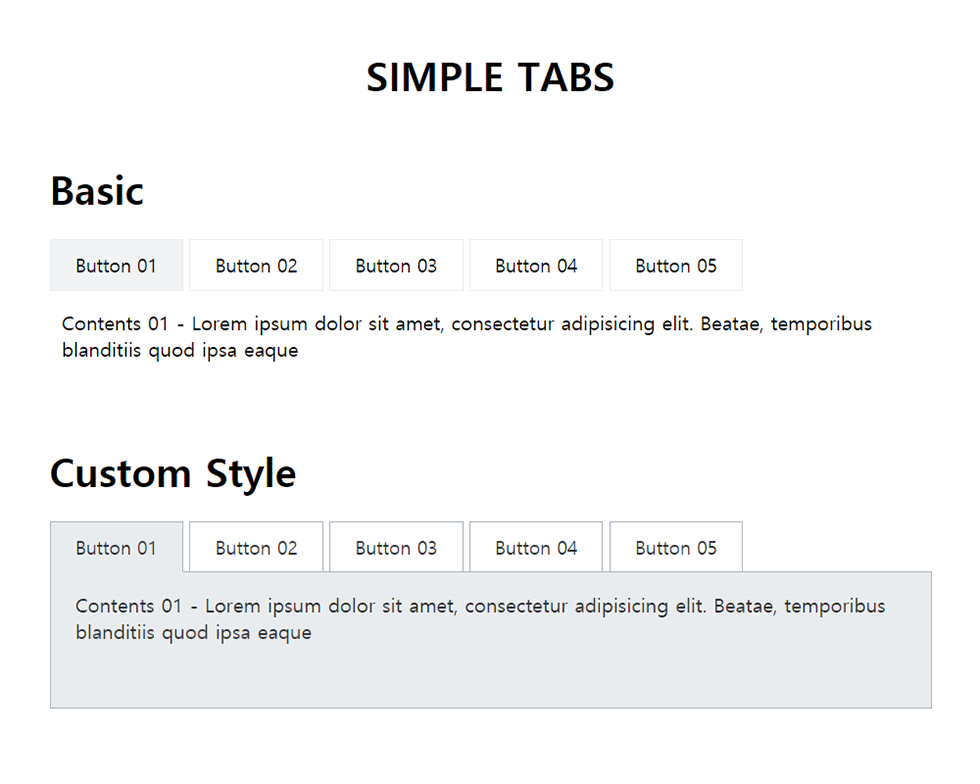 SIMPLE TABS
Basic
Button 01 Button 02 Button 03 Button 04 Button 05
Contents 01 - Lorem ipsum dolor sit amet, consectetur adipisicing elit. Beatae, temporibus
blanditiis quod ipsa eaque
Custom Style
Button 01 Button 02 Button 03 Button 04 Button 05
Contents 01 - Lorem ipsum dolor sit amet, consectetur adipisicing elit. Beatae, temporibus
blanditiis quod ipsa eaque